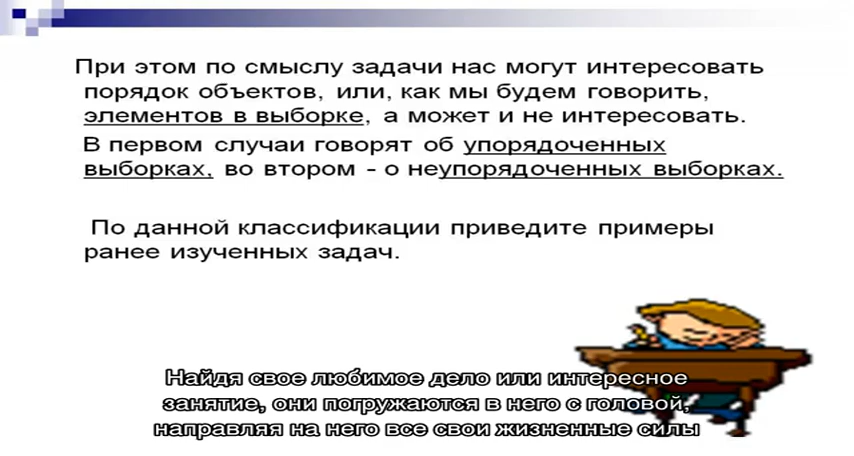 При этом по смыслу задачи нас могут интересовать
порядок объектов, или, как мы будем говорить,
элементов в выборке, а может и не интересовать.
В первом случаи говорят об упорядоченных
выборках, во втором - о неупорядоченных выборках.
По данной классификации приведите примеры
ранее изученных задач.
Найдя свое любимое дело или интересное
занятие, они погружаются в него с головой,
направляя на него все свои жизненные силы